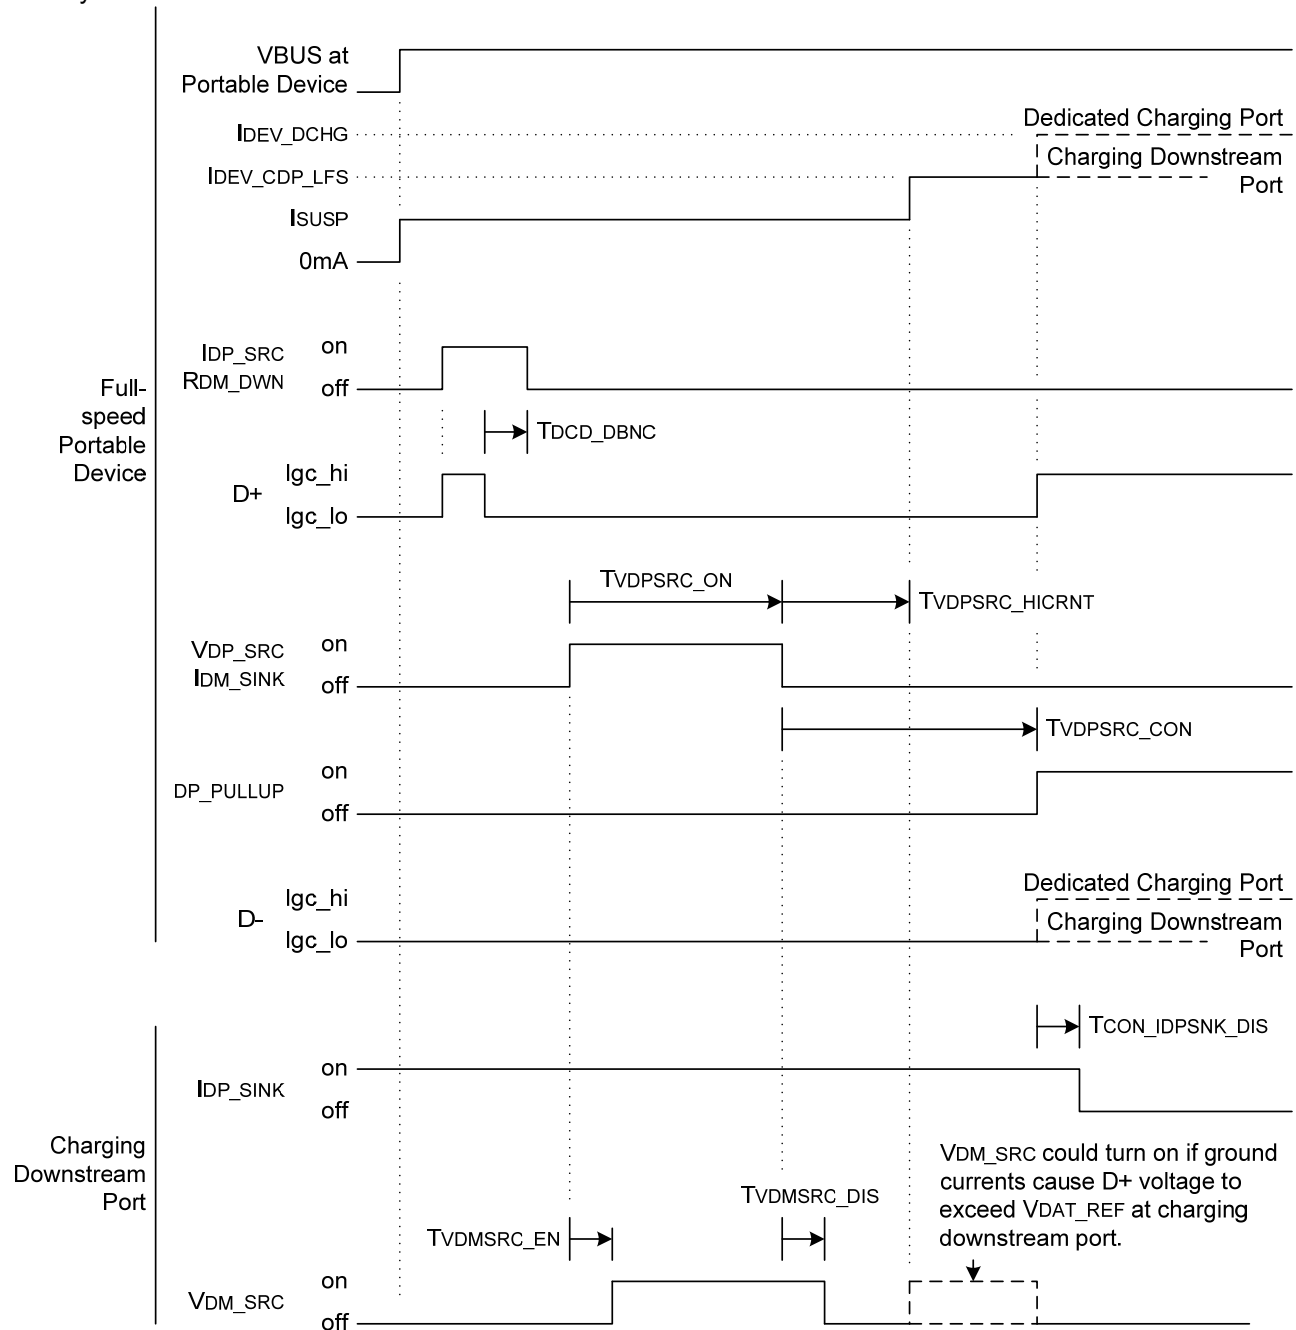 VBUS at
Portable Device
IDEV_DCHG
Dedicated Charging Port
IDEV_CDP_LFS
Charging Downstream
Port
ISUSP
0mA
Full-
speed
Portable
Device
IDP_SRC
RDM_DWN
on
off
TDCD_DBNC
D+
lgc_hi
lgc_lo
TVDPSRC_ON
TVDPSRC_HICRNT
VDP_SRC
IDM_SINK
on
off
TVDPSRC_CON
DP_PULLUP
on
off
D-
lgc_hi
lgc_lo
Dedicated Charging Port
Charging Downstream
Port
TCON_IDPSNK_DIS
IDP_SINK
on
off
Charging
Downstream
Port
VDM_SRC could turn on if ground
currents cause D+ voltage to
exceed VDAT_REF at charging
downstream port.
TVDMSRC_DIS
TVDMSRC_EN
VDM_SRC
on
off